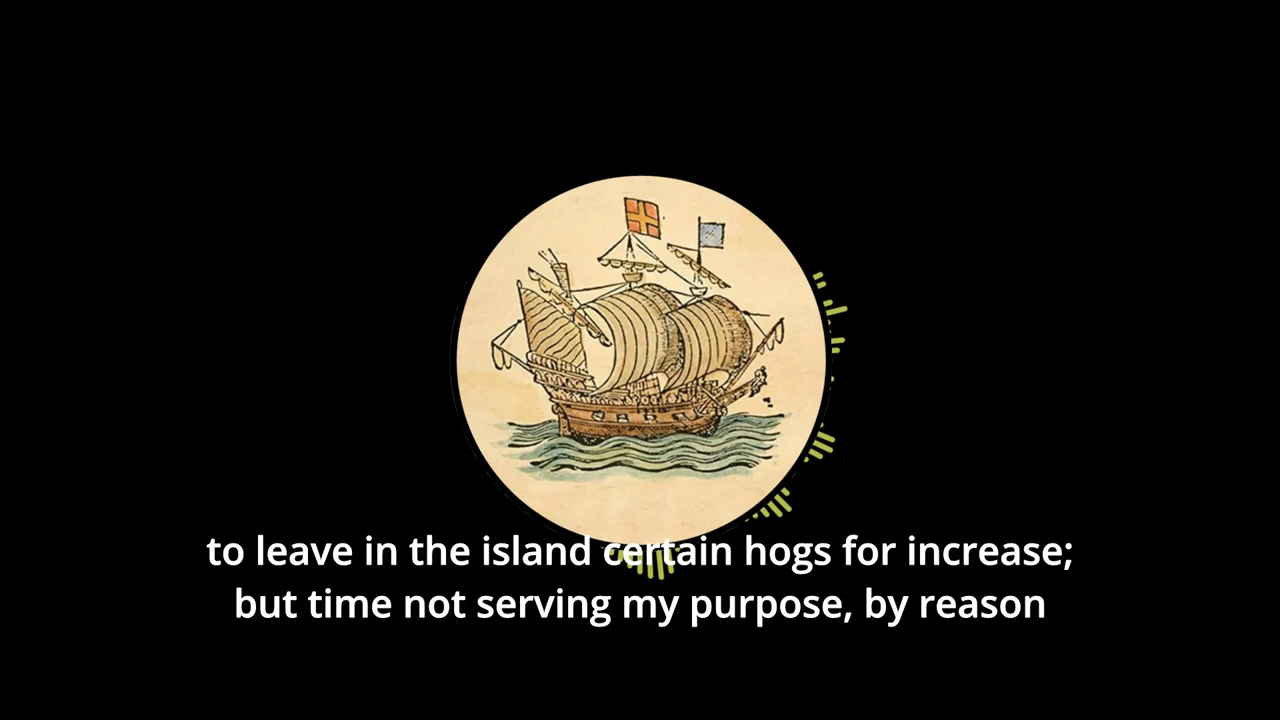 to leave in the island certain hogs for increase;
but time not serving my purpose, by reason